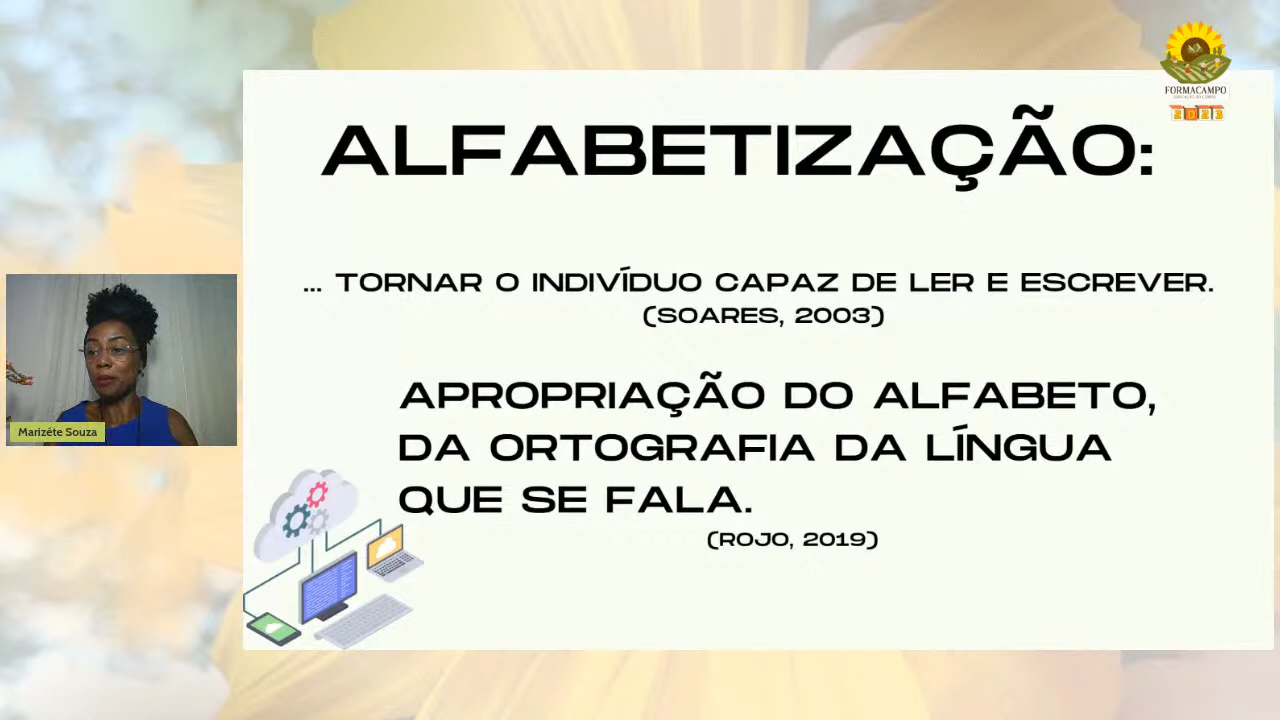 FORMACAMPO
2023
ALFABETIZAÇÃO:
... TORNAR O INDIVÍDUO CAPAZ DE LER E ESCREVER.
(SOARES, 2003)
APROPRIAÇÃO DO ALFABETO,
DA ORTOGRAFIA DA LÍNGUA
QUE SE FALA.
(ROJO, 2019)
Marizéte Souza